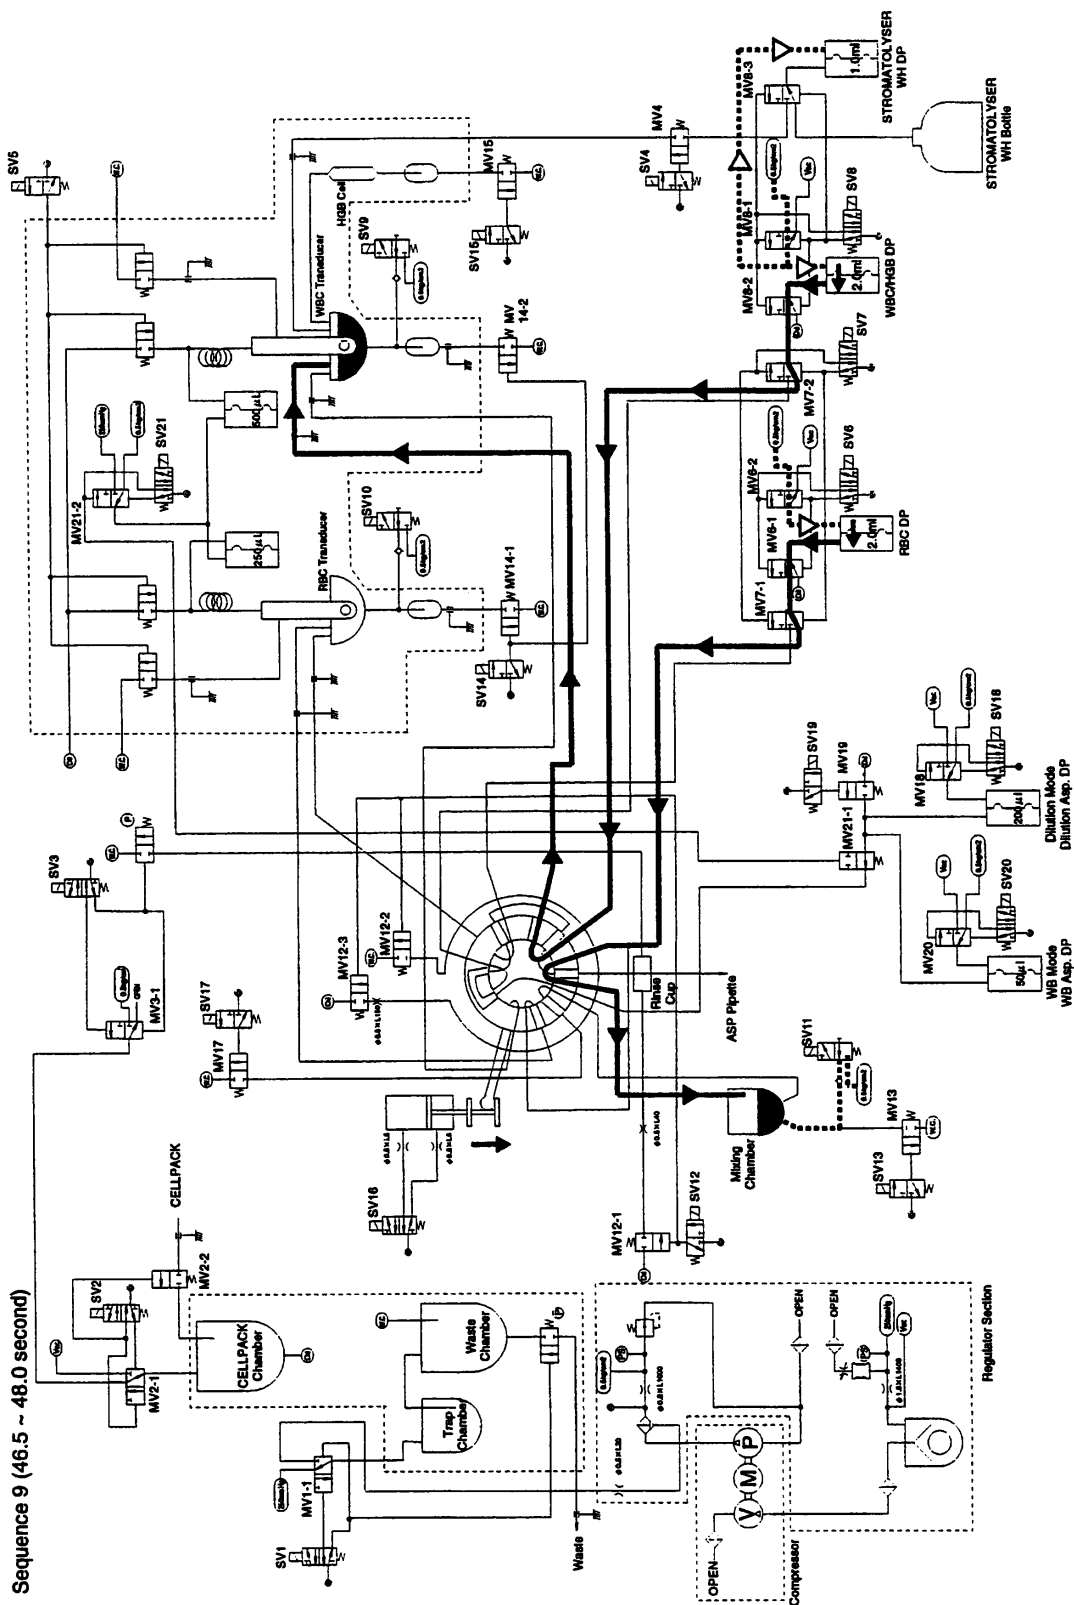 Sequence 9 (46.5 ~ 48.0 second)
SV5
W.C
W
W
W
W
SV3
P
W
SV2
Vac
MV2-1
MV2-2
CELLPACK
CELLPACK
Chamber
MV3-1
OPEN
SV17
MV17
W.C
MV12-3
MV12-2
MV21-2
SV21
250µL
500µL
RBC Transducer
WBC Transducer
HGB Cell
SV10
SV9
MV14-1
SV14
MV
14-2
MV15
SV15
SV16
SV1
MV1-1
Trap
Chamber
Waste
Chamber
P
Waste
MV12-1
SV12
Rinse
Cup
ASP Pipette
Mixing
Chamber
SV11
MV13
SV13
W.C.
SV4
MV4
MV7-1
MV6-1
MV6-2
SV6
Vac
2.0ml
RBC DP
MV7-2
SV7
MV8-2
MV8-1
SV8
Vac
2.0ml
WBC/HGB DP
MV8-3
1.0ml
STROMATOLYSER
WH DP
STROMATOLYSER
WH Bottle
SV19
MV19
MV21-1
MV18
SV18
Vac
200µl
Dilution Mode
Dilution Asp. DP
MV20
SV20
Vac
50µl
WB Mode
WB Asp. DP
OPEN
OPEN
OPEN
V
M
P
Compressor
Regulator Section